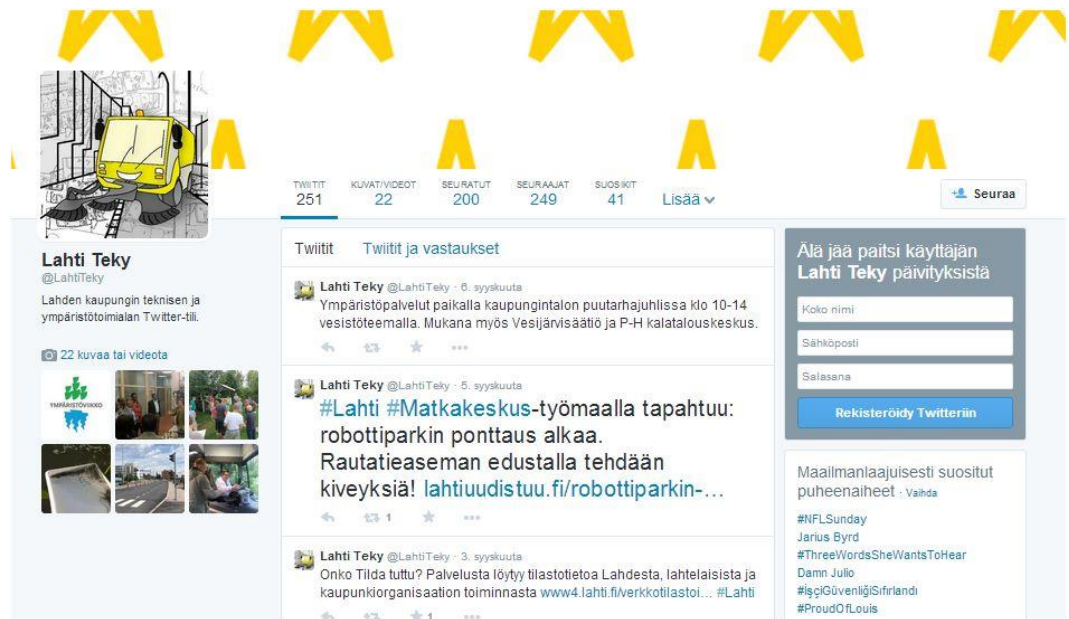 TWIITIT KUVAT/VIDEOT SEURATUT SEURAAJAT SUOSIKIT
251 22 200 249 41 Lisää
Seuraa
Lahti Teky
@LahtiTeky
Lahden kaupungin teknisen ja
ympäristötoimialan Twitter-tili.
22 kuvaa tai videota
YMPÄRISTÖVIIKKO
Twiitit Twiitit ja vastaukset
Lahti Teky @LahtiTeky · 6. syyskuuta
Ympäristöpalvelut paikalla kaupungintalon puutarhajuhlissa klo 10-14
vesistöteemalla. Mukana myös Vesijärvisäätiö ja P-H kalatalouskeskus.
Lahti Teky @LahtiTeky · 5. syyskuuta
#Lahti #Matkakeskus-työmaalla tapahtuu:
robottiparkin ponttaus alkaa.
Rautatieaseman edustalla tehdään
kiveyksiä! lahtiuudistuu.fi/robottiparkin-...
1
Lahti Teky @LahtiTeky · 3. syyskuuta
Onko Tilda tuttu? Palvelusta löytyy tilastotietoa Lahdesta, lahtelaisista ja
kaupunkiorganisaation toiminnasta www4.lahti.fi/verkkotilastoi... #Lahti
1
Älä jää paitsi käyttäjän
Lahti Teky päivityksistä
Koko nimi
Sähköposti
Salasana
Rekisteröidy Twitteriin
Maailmanlaajuisesti suositut
puheenaiheet · Vaihda
#NFLSunday
Jarius Byrd
#ThreeWordsSheWantsToHear
Damn Julio
#İşçiGüvenliğiSıfırlandı
#ProudOfLouis